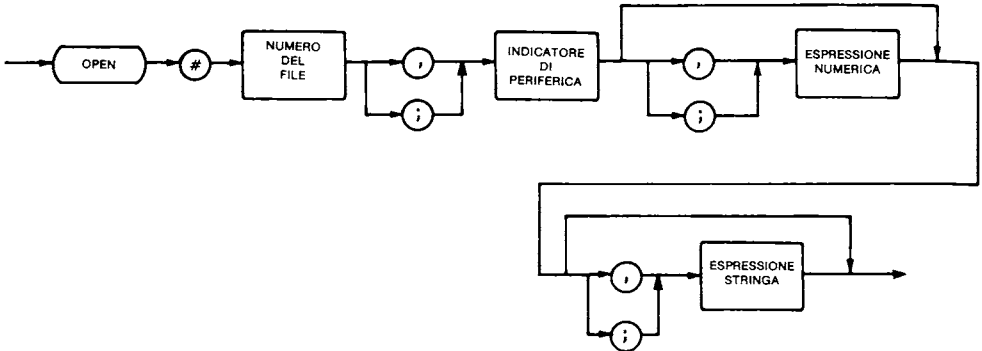 OPEN
#
NUMERO
DEL
FILE
,
;
INDICATORE
DI
PERIFERICA
,
;
ESPRESSIONE
NUMERICA
,
;
ESPRESSIONE
STRINGA